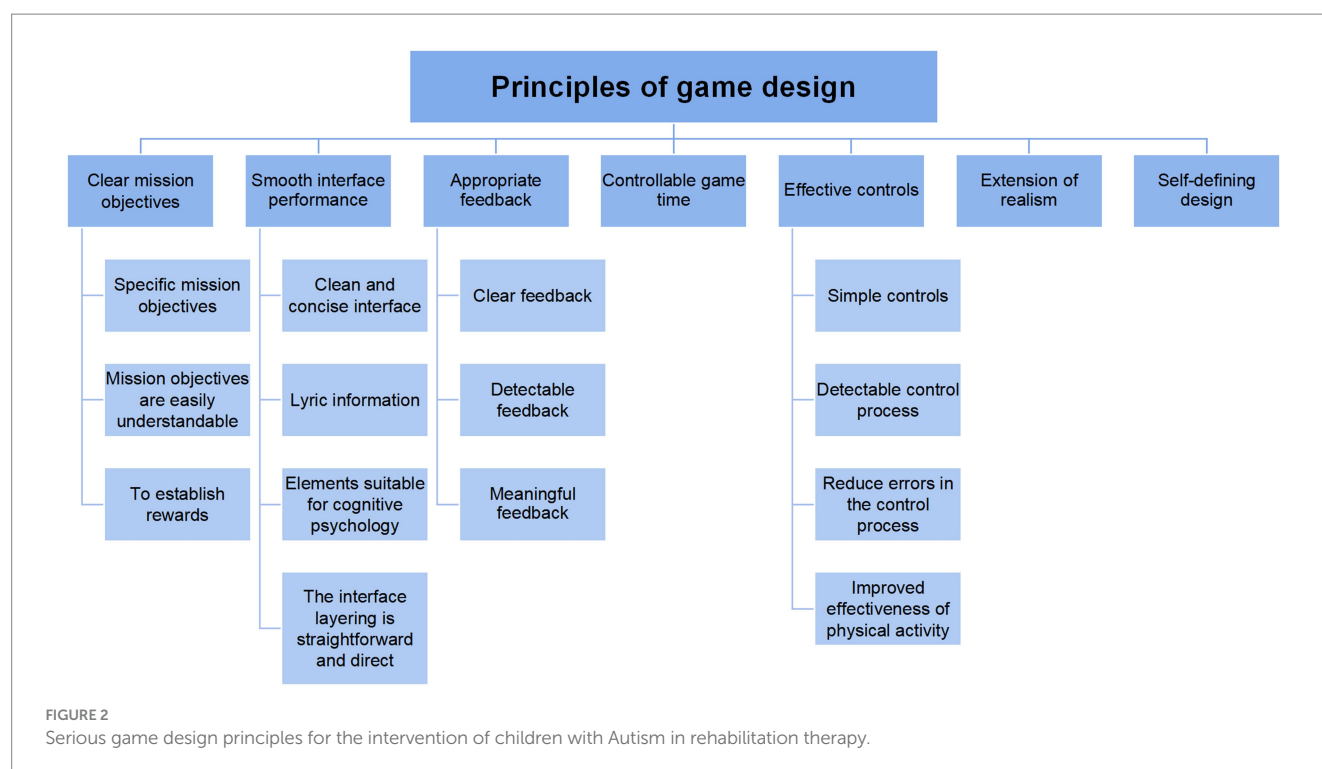 Principles of game design
Clear mission
objectives
Smooth interface
performance
Appropriate
feedback
Controllable game
time
Effective controls
Extension of
realism
Self-defining
design
Specific mission
objectives
Mission objectives
are easily
understandable
To establish
rewards
Clean and
concise interface
Lyric information
Elements suitable
for cognitive
psychology
The interface
layering is
straightforward
and direct
Clear feedback
Detectable
feedback
Meaningful
feedback
Simple controls
Detectable control
process
Reduce errors in
the control
process
Improved
effectiveness of
physical activity
FIGURE 2
Serious game design principles for the intervention of children with Autism in rehabilitation therapy.